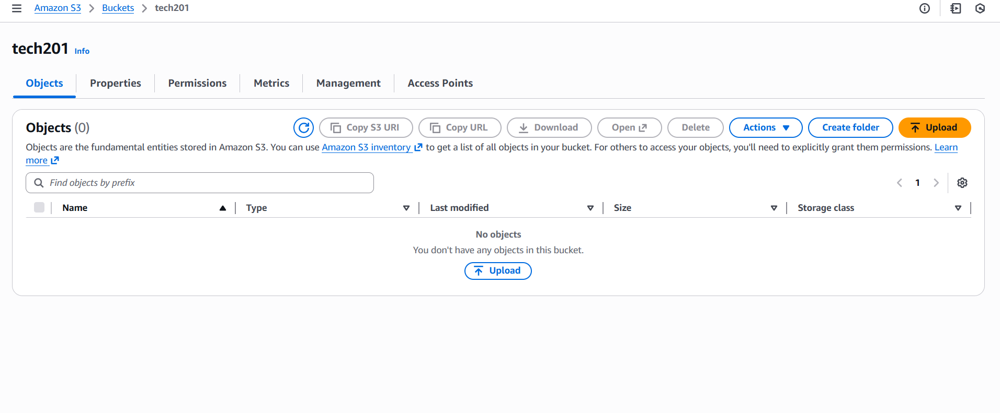 Amazon S3 > Buckets > tech201
tech201 Info
Objects Properties Permissions Metrics Management Access Points
Objects (0) Copy S3 URI Copy URL Download Open Delete Actions Create folder Upload
Objects are the fundamental entities stored in Amazon S3. You can use Amazon S3 inventory to get a list of all objects in your bucket. For others to access your objects, you'll need to explicitly grant them permissions. Learn
more
Find objects by prefix 1
Name Type Last modified Size Storage class
No objects
You don't have any objects in this bucket.
Upload